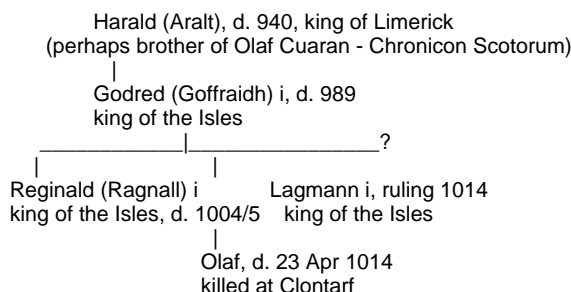 Harald (Aralt), d. 940, king of Limerick
(perhaps brother of Olaf Cuaran - Chronicon Scotorum)
|
Godred (Goffraidh) i, d. 989
king of the Isles
____________|_________________?
| |
Reginald (Ragnall) i Lagmann i, ruling 1014
king of the Isles, d. 1004/5 king of the Isles
|
Olaf, d. 23 Apr 1014
killed at Clontarf